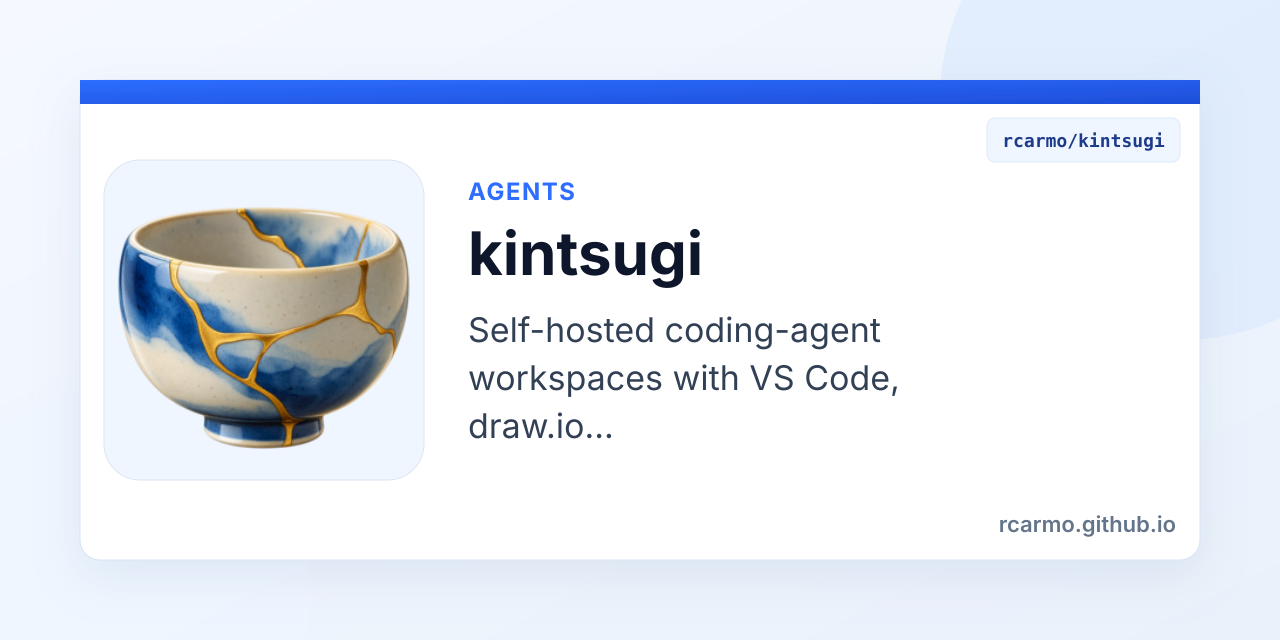 rcarmo/kintsugi
AGENTS
kintsugi
Self-hosted coding-agent
workspaces with VS Code,
draw.io...
rcarmo.github.io